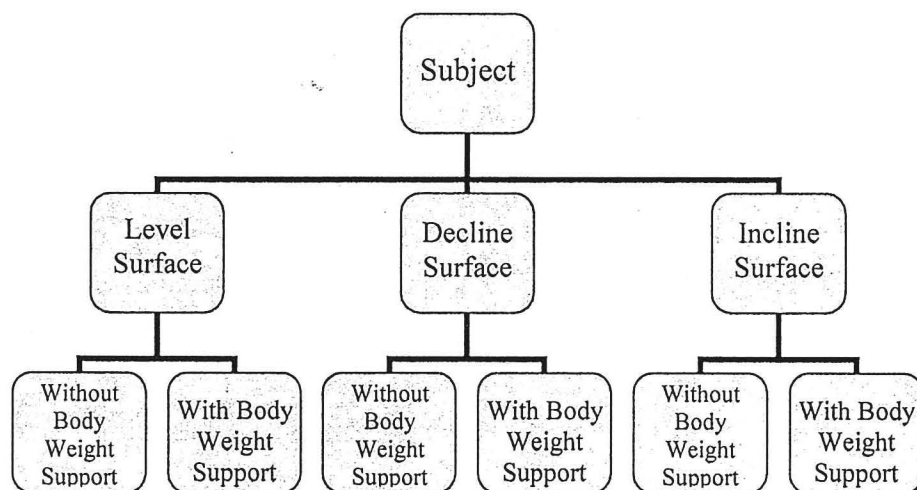 Subject
Level
Surface
Decline
Surface
Incline
Surface
Without
Body
Weight
Support
With Body
Weight
Support
Without
Body
Weight
Support
With Body
Weight
Support
Without
Body
Weight
Support
With Body
Weight
Support